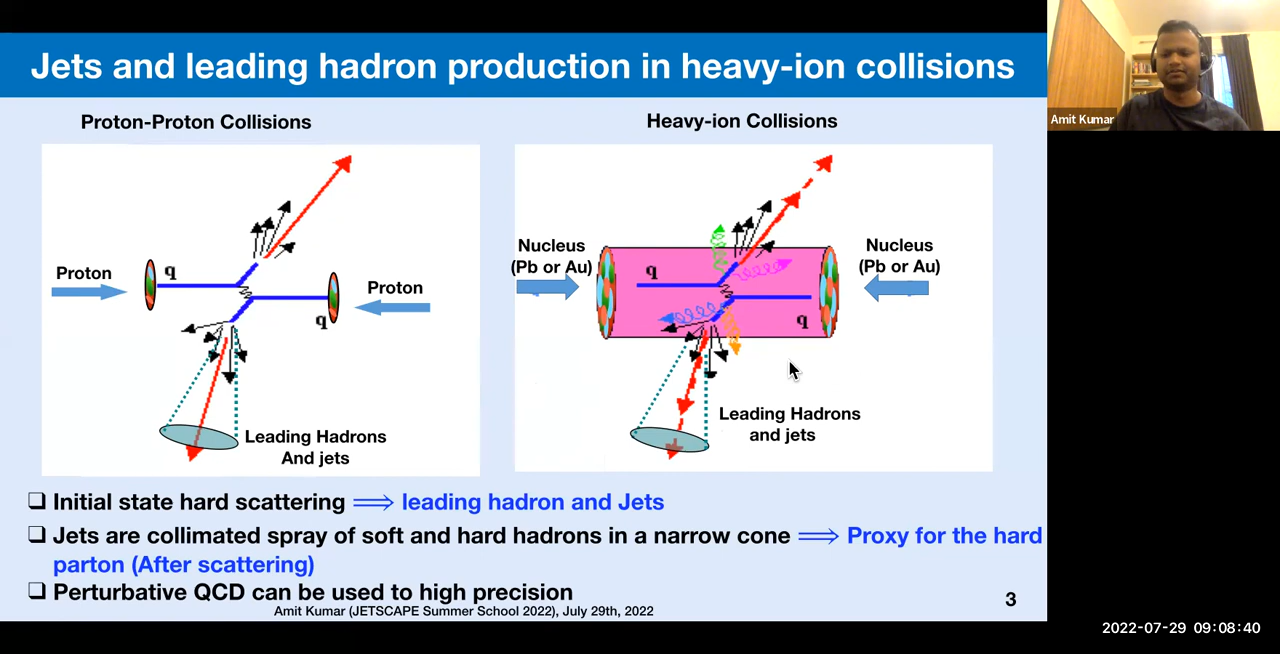 Jets and leading hadron production in heavy-ion collisions
Amit Kumar
Proton-Proton Collisions
Heavy-ion Collisions
Proton
q
Proton
q
Leading Hadrons
And jets
Nucleus
(Pb or Au)
q
Nucleus
(Pb or Au)
q
Leading Hadrons
and jets
❑ Initial state hard scattering ⟹ leading hadron and Jets
❑ Jets are collimated spray of soft and hard hadrons in a narrow cone ⟹ Proxy for the hard
parton (After scattering)
❑ Perturbative QCD can be used to high precision
Amit Kumar (JETSCAPE Summer School 2022), July 29th, 2022
3
2022-07-29 09:08:40